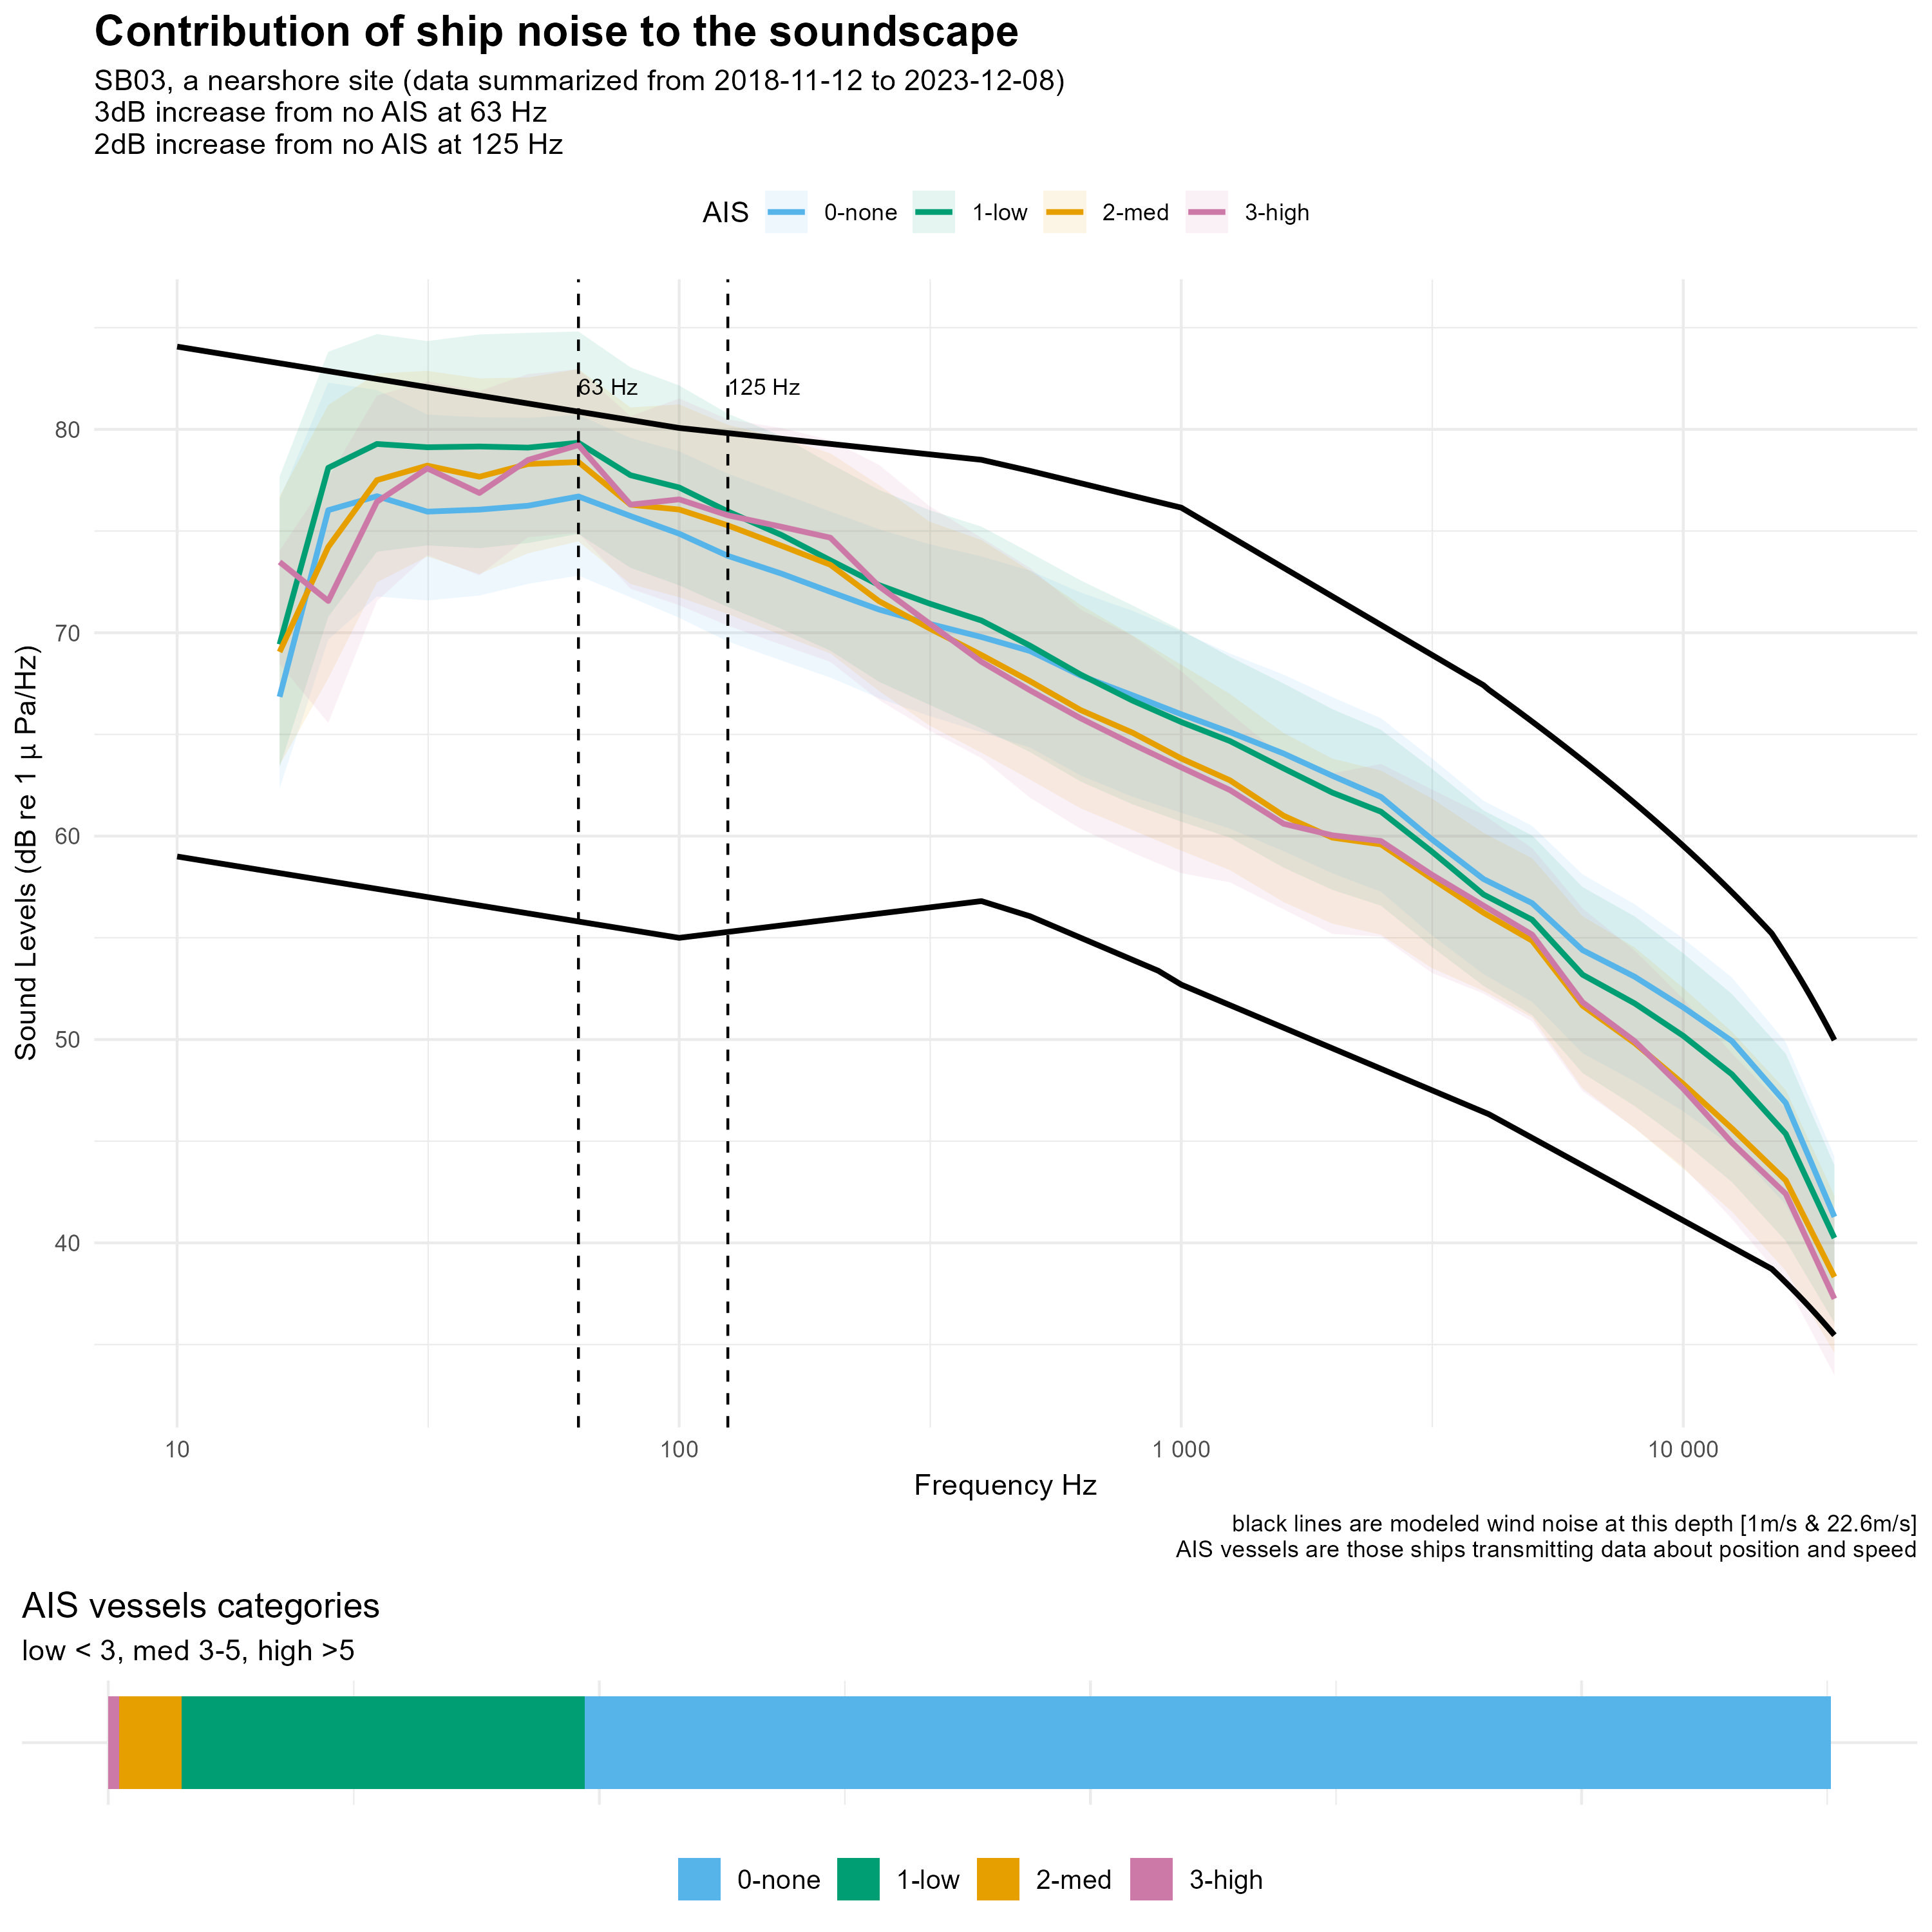 Contribution of ship noise to the soundscape
SB03, a nearshore site (data summarized from 2018-11-12 to 2023-12-08)
3dB increase from no AIS at 63 Hz
2dB increase from no AIS at 125 Hz
AIS 0-none 1-low 2-med 3-high
63 Hz 125 Hz
80
70
60
50
40
Sound Levels (dB re 1 μ Pa/Hz)
10 100 1 000 10 000
Frequency Hz
black lines are modeled wind noise at this depth [1m/s & 22.6m/s]
AIS vessels are those ships transmitting data about position and speed
AIS vessels categories
low < 3, med 3-5, high >5
0-none 1-low 2-med 3-high